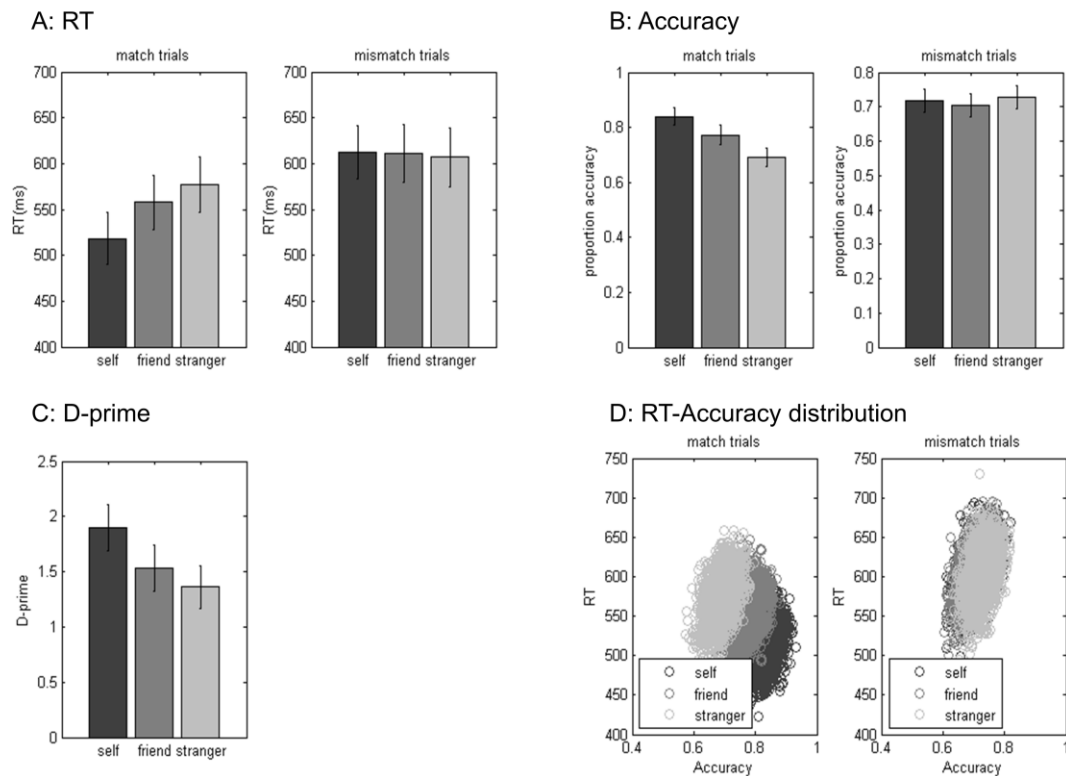 A: RT
match trials
700
650
600
550
500
450
400
RT(ms)
self friend stranger
mismatch trials
700
650
600
550
500
450
400
RT(ms)
self friend stranger
B: Accuracy
match trials
1
0.8
0.6
0.4
0.2
0
proportion accuracy
self friend stranger
mismatch trials
0.8
0.7
0.6
0.5
0.4
0.3
0.2
0.1
0
proportion accuracy
self friend stranger
C: D-prime
2.5
2
1.5
1
0.5
0
D-prime
self friend stranger
D: RT-Accuracy distribution
match trials
750
700
650
600
550
500
450
400
RT
self
friend
stranger
0.4 0.6 0.8 1
Accuracy
mismatch trials
750
700
650
600
550
500
450
400
RT
self
friend
stranger
0.4 0.6 0.8 1
Accuracy